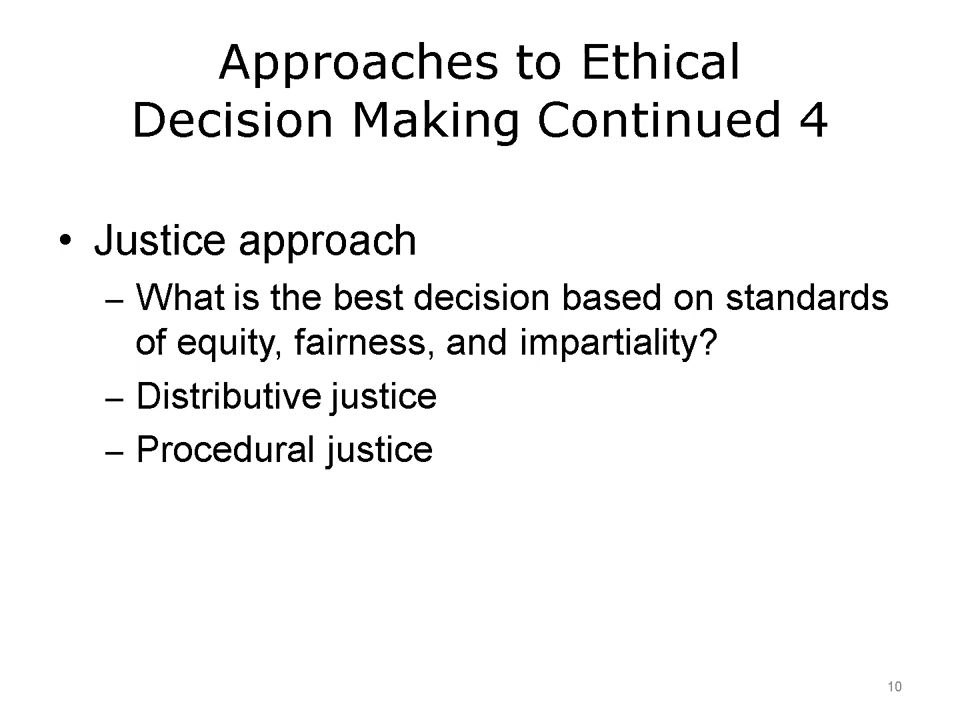 Approaches to Ethical
Decision Making Continued 4
• Justice approach
– What is the best decision based on standards
of equity, fairness, and impartiality?
– Distributive justice
– Procedural justice
10